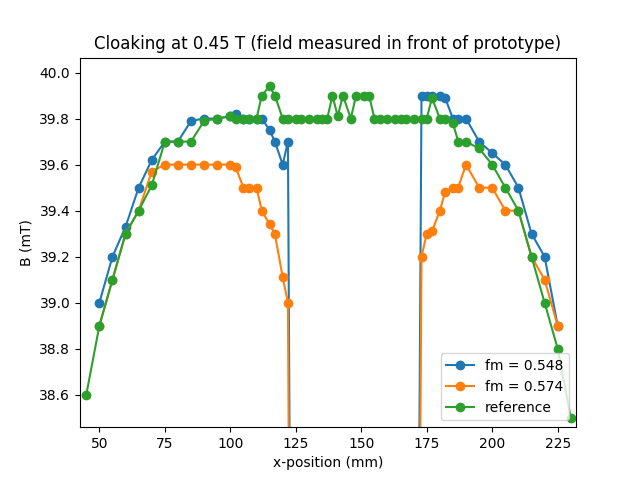 Cloaking at 0.45 T (field measured in front of prototype)
B (mT)
40.0
39.8
39.6
39.4
39.2
39.0
38.8
38.6
fm = 0.548
fm = 0.574
reference
50 75 100 125 150 175 200 225
x-position (mm)